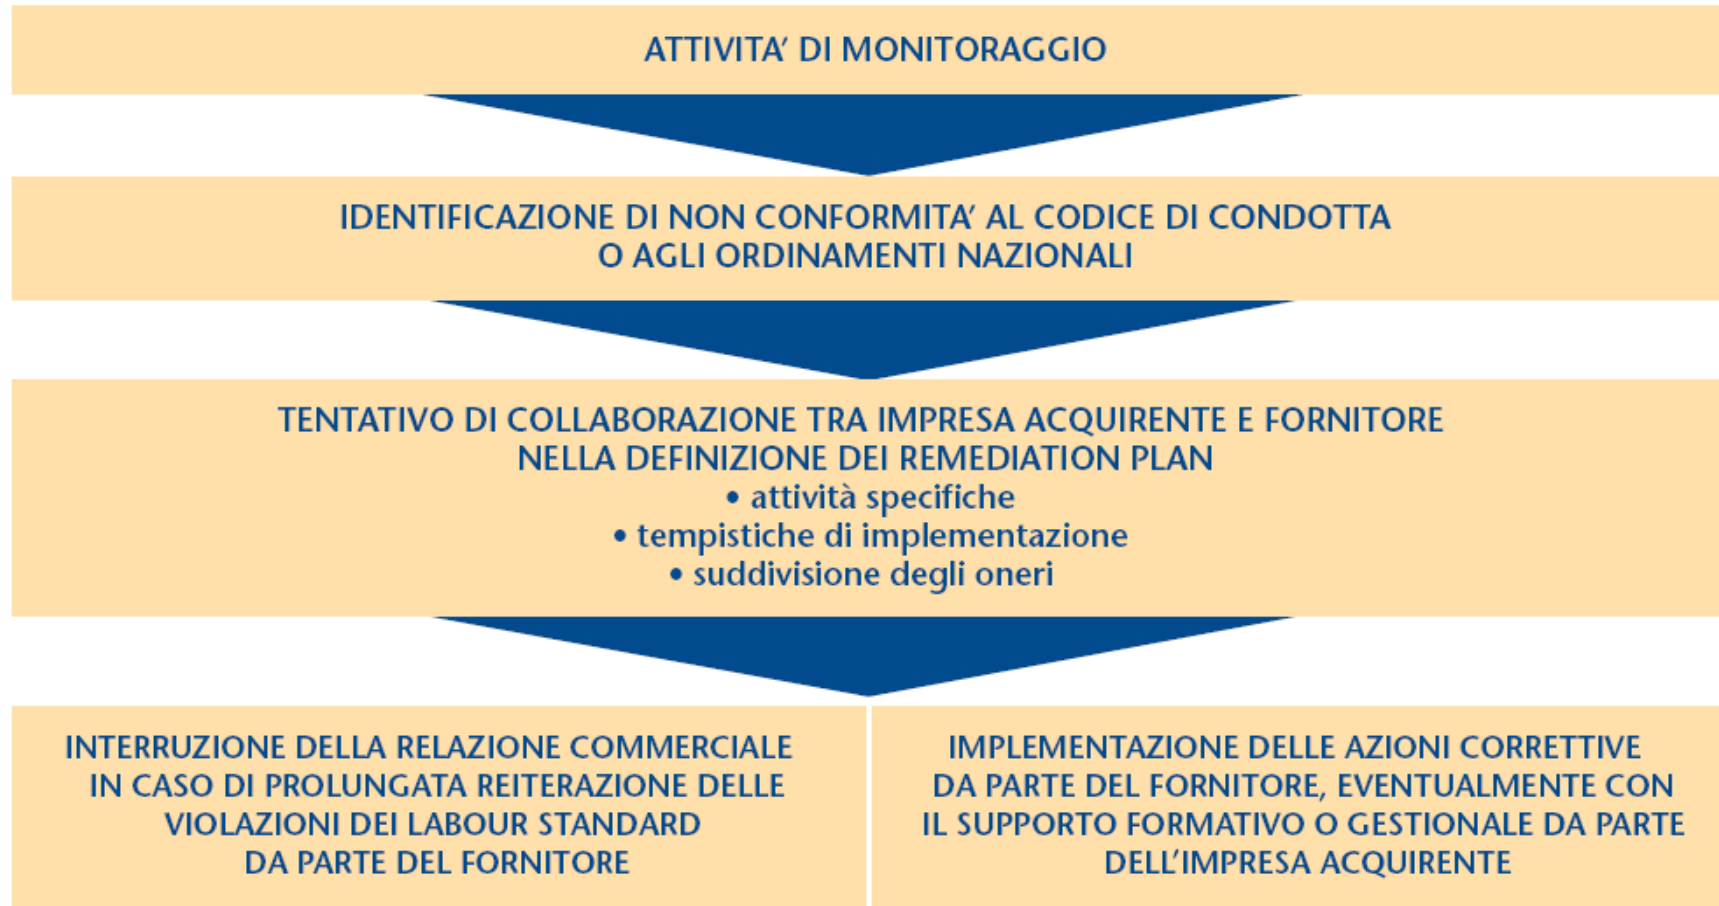 ATTIVITA’ DI MONITORAGGIO
IDENTIFICAZIONE DI NON CONFORMITA’ AL CODICE DI CONDOTTA
O AGLI ORDINAMENTI NAZIONALI
TENTATIVO DI COLLABORAZIONE TRA IMPRESA ACQUIRENTE E FORNITORE
NELLA DEFINIZIONE DEI REMEDIATION PLAN
• attività specifiche
• tempistiche di implementazione
• suddivisione degli oneri
INTERRUZIONE DELLA RELAZIONE COMMERCIALE
IN CASO DI PROLUNGATA REITERAZIONE DELLE
VIOLAZIONI DEI LABOUR STANDARD
DA PARTE DEL FORNITORE
IMPLEMENTAZIONE DELLE AZIONI CORRETTIVE
DA PARTE DEL FORNITORE, EVENTUALMENTE CON
IL SUPPORTO FORMATIVO O GESTIONALE DA PARTE
DELL’IMPRESA ACQUIRENTE